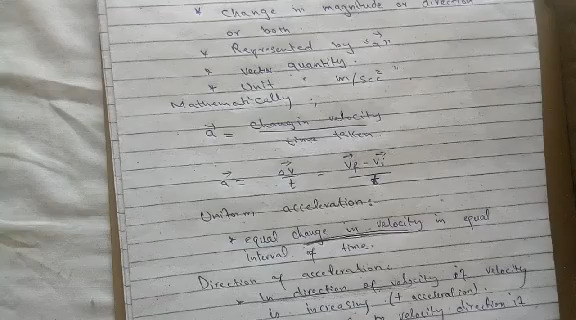 * Change in magnitude or direction
or both
* Represented by "a⃗"
* vector quantity.
* Unit " m/sec² ".
Mathematically :,
a⃗ = change in velocity / time taken
a⃗ = Δv⃗ / t = v⃗f - v⃗i / t
Uniform acceleration:
* equal change in velocity in equal
Interval of time.
Direction of acceleration:
* In direction of velocity if velocity
is increasing (+ acceleration).
velocity direction